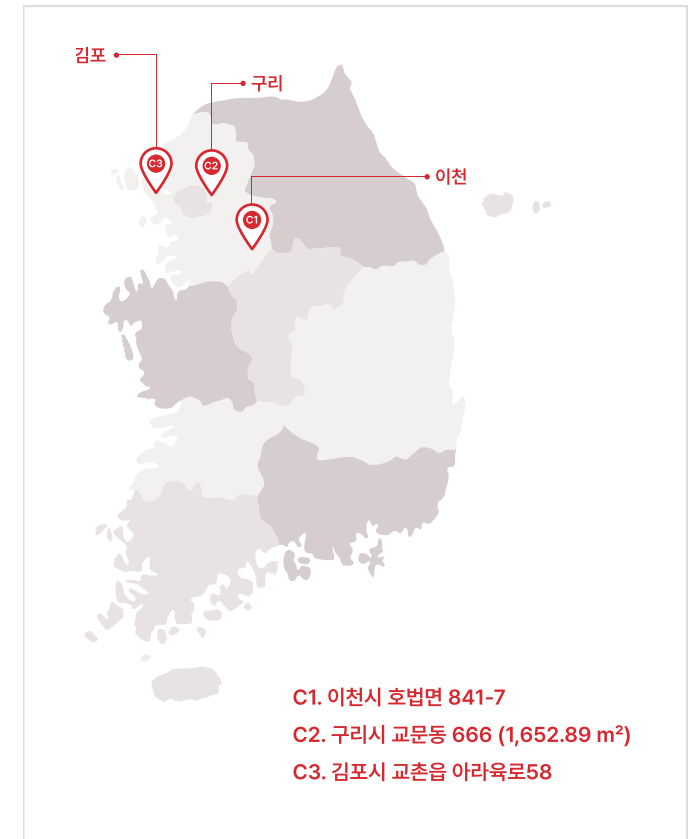 김포
구리
C3
C2
이천
C1
C1. 이천시 호법면 841-7
C2. 구리시 교문동 666 (1,652.89 m²)
C3. 김포시 교촌읍 아라육로58